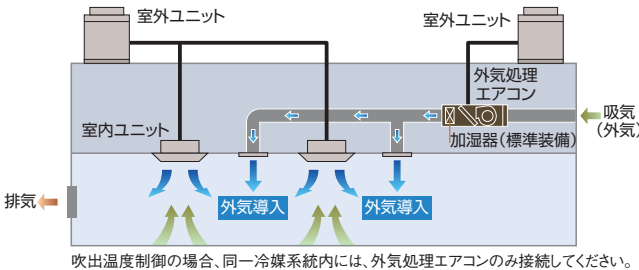 室外ユニット
室外ユニット
外気処理
エアコン
吸気
(外気)
室内ユニット
加湿器(標準装備)
排気
外気導入
外気導入
吹出温度制御の場合、同一冷媒系統内には、外気処理エアコンのみ接続してください。